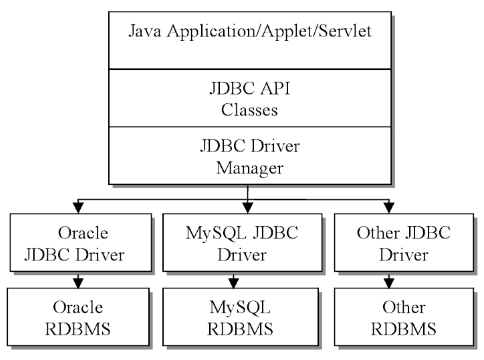 Java Application/Applet/Servlet
JDBC API
Classes
JDBC Driver
Manager
Oracle
JDBC Driver
MySQL JDBC
Driver
Other JDBC
Driver
Oracle
RDBMS
MySQL
RDBMS
Other
RDBMS